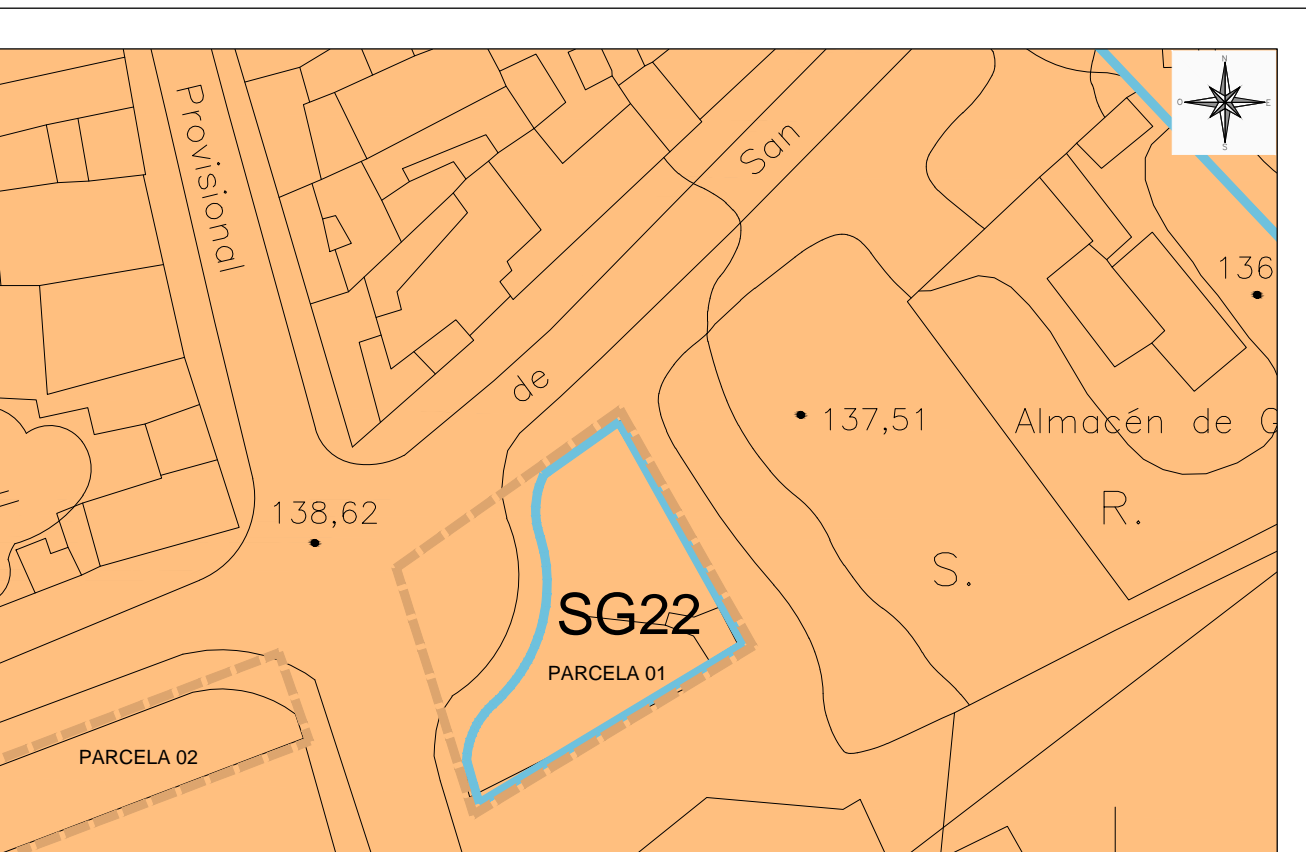 N
O
E
S
Provisional
San
136
de
137,51
Almacén de G
138,62
R.
S.
SG22
PARCELA 01
PARCELA 02